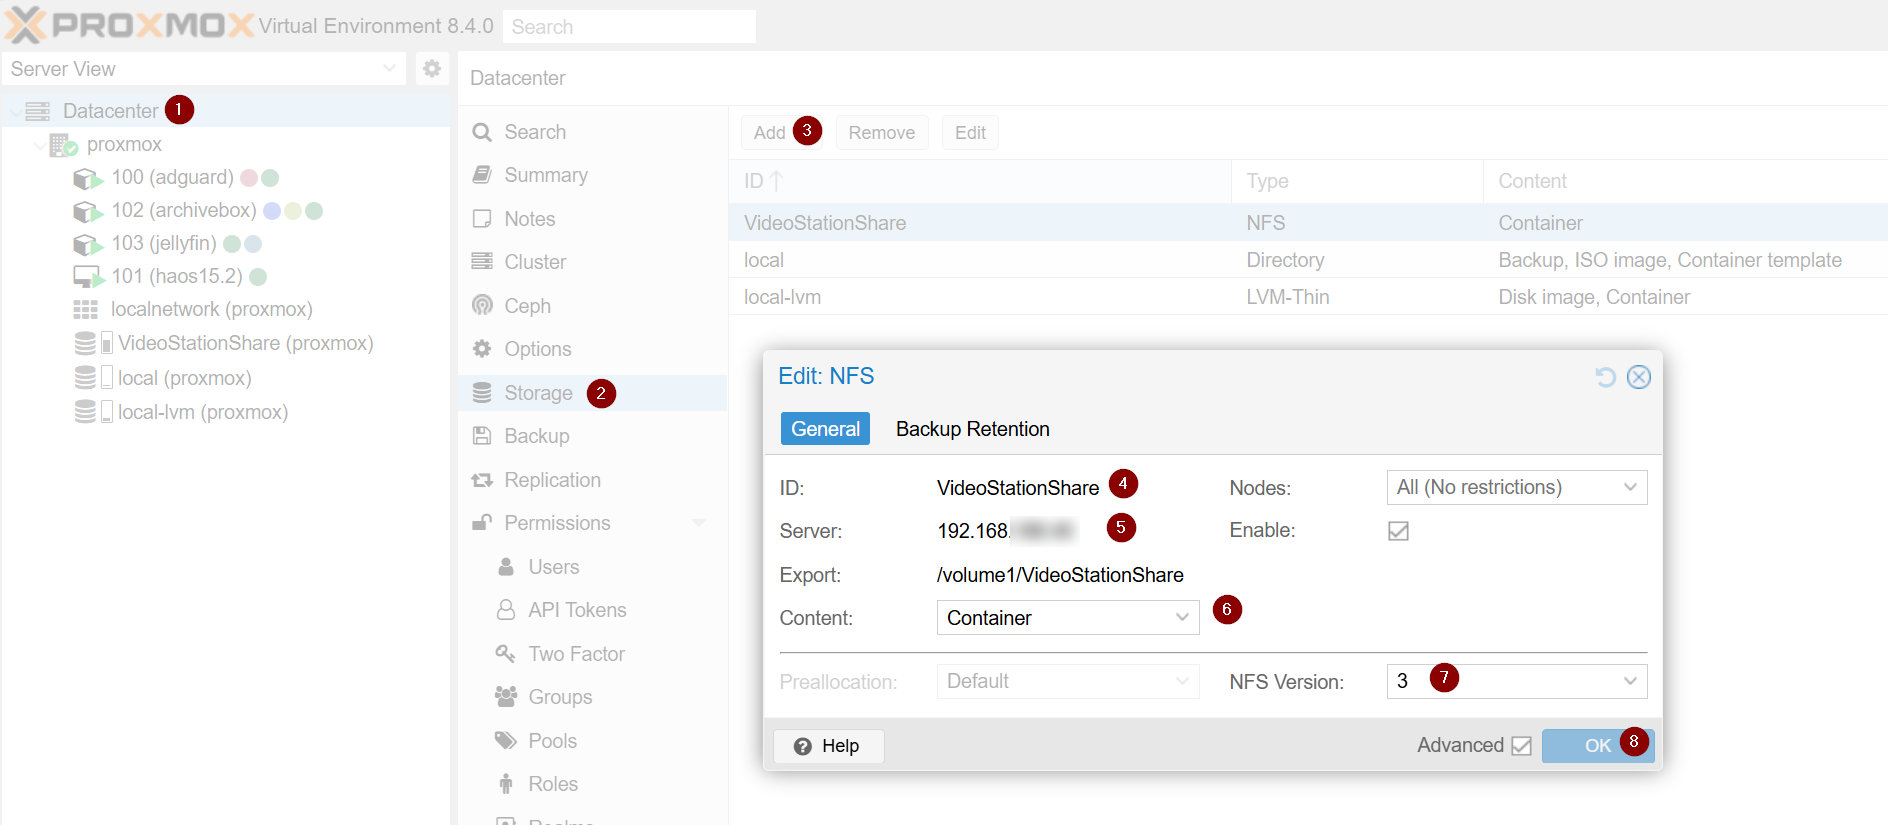 PROXMOX Virtual Environment 8.4.0 Search
Server View
Datacenter 1
proxmox
100 (adguard)
102 (archivebox)
103 (jellyfin)
101 (haos15.2)
localnetwork (proxmox)
VideoStationShare (proxmox)
local (proxmox)
local-lvm (proxmox)
Datacenter
Search
Summary
Notes
Cluster
Ceph
Options
Storage 2
Backup
Replication
Permissions
Users
API Tokens
Two Factor
Groups
Pools
Roles
Add 3 Remove Edit
ID Type Content
VideoStationShare NFS Container
local Directory Backup, ISO image, Container template
local-lvm LVM-Thin Disk image, Container
Edit: NFS
General Backup Retention
ID: VideoStationShare 4 Nodes: All (No restrictions)
Server: 192.168. 5 Enable:
Export: /volume1/VideoStationShare
Content: Container 6
Preallocation: Default NFS Version: 3 7
Help Advanced OK 8